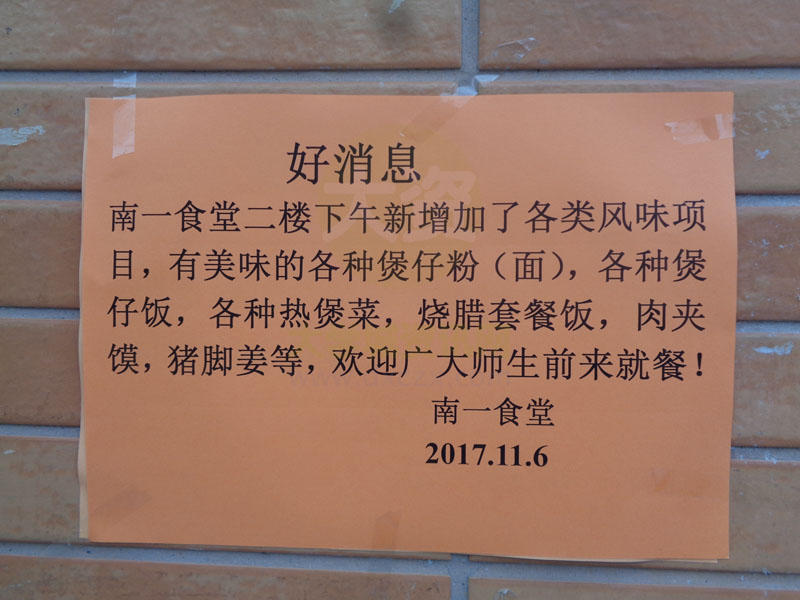 好消息
南一食堂二楼下午新增加了各类风味项
目，有美味的各种煲仔粉（面），各种煲
仔饭，各种热煲菜，烧腊套餐饭，肉夹
馍，猪脚姜等，欢迎广大师生前来就餐！
南一食堂
2017.11.6